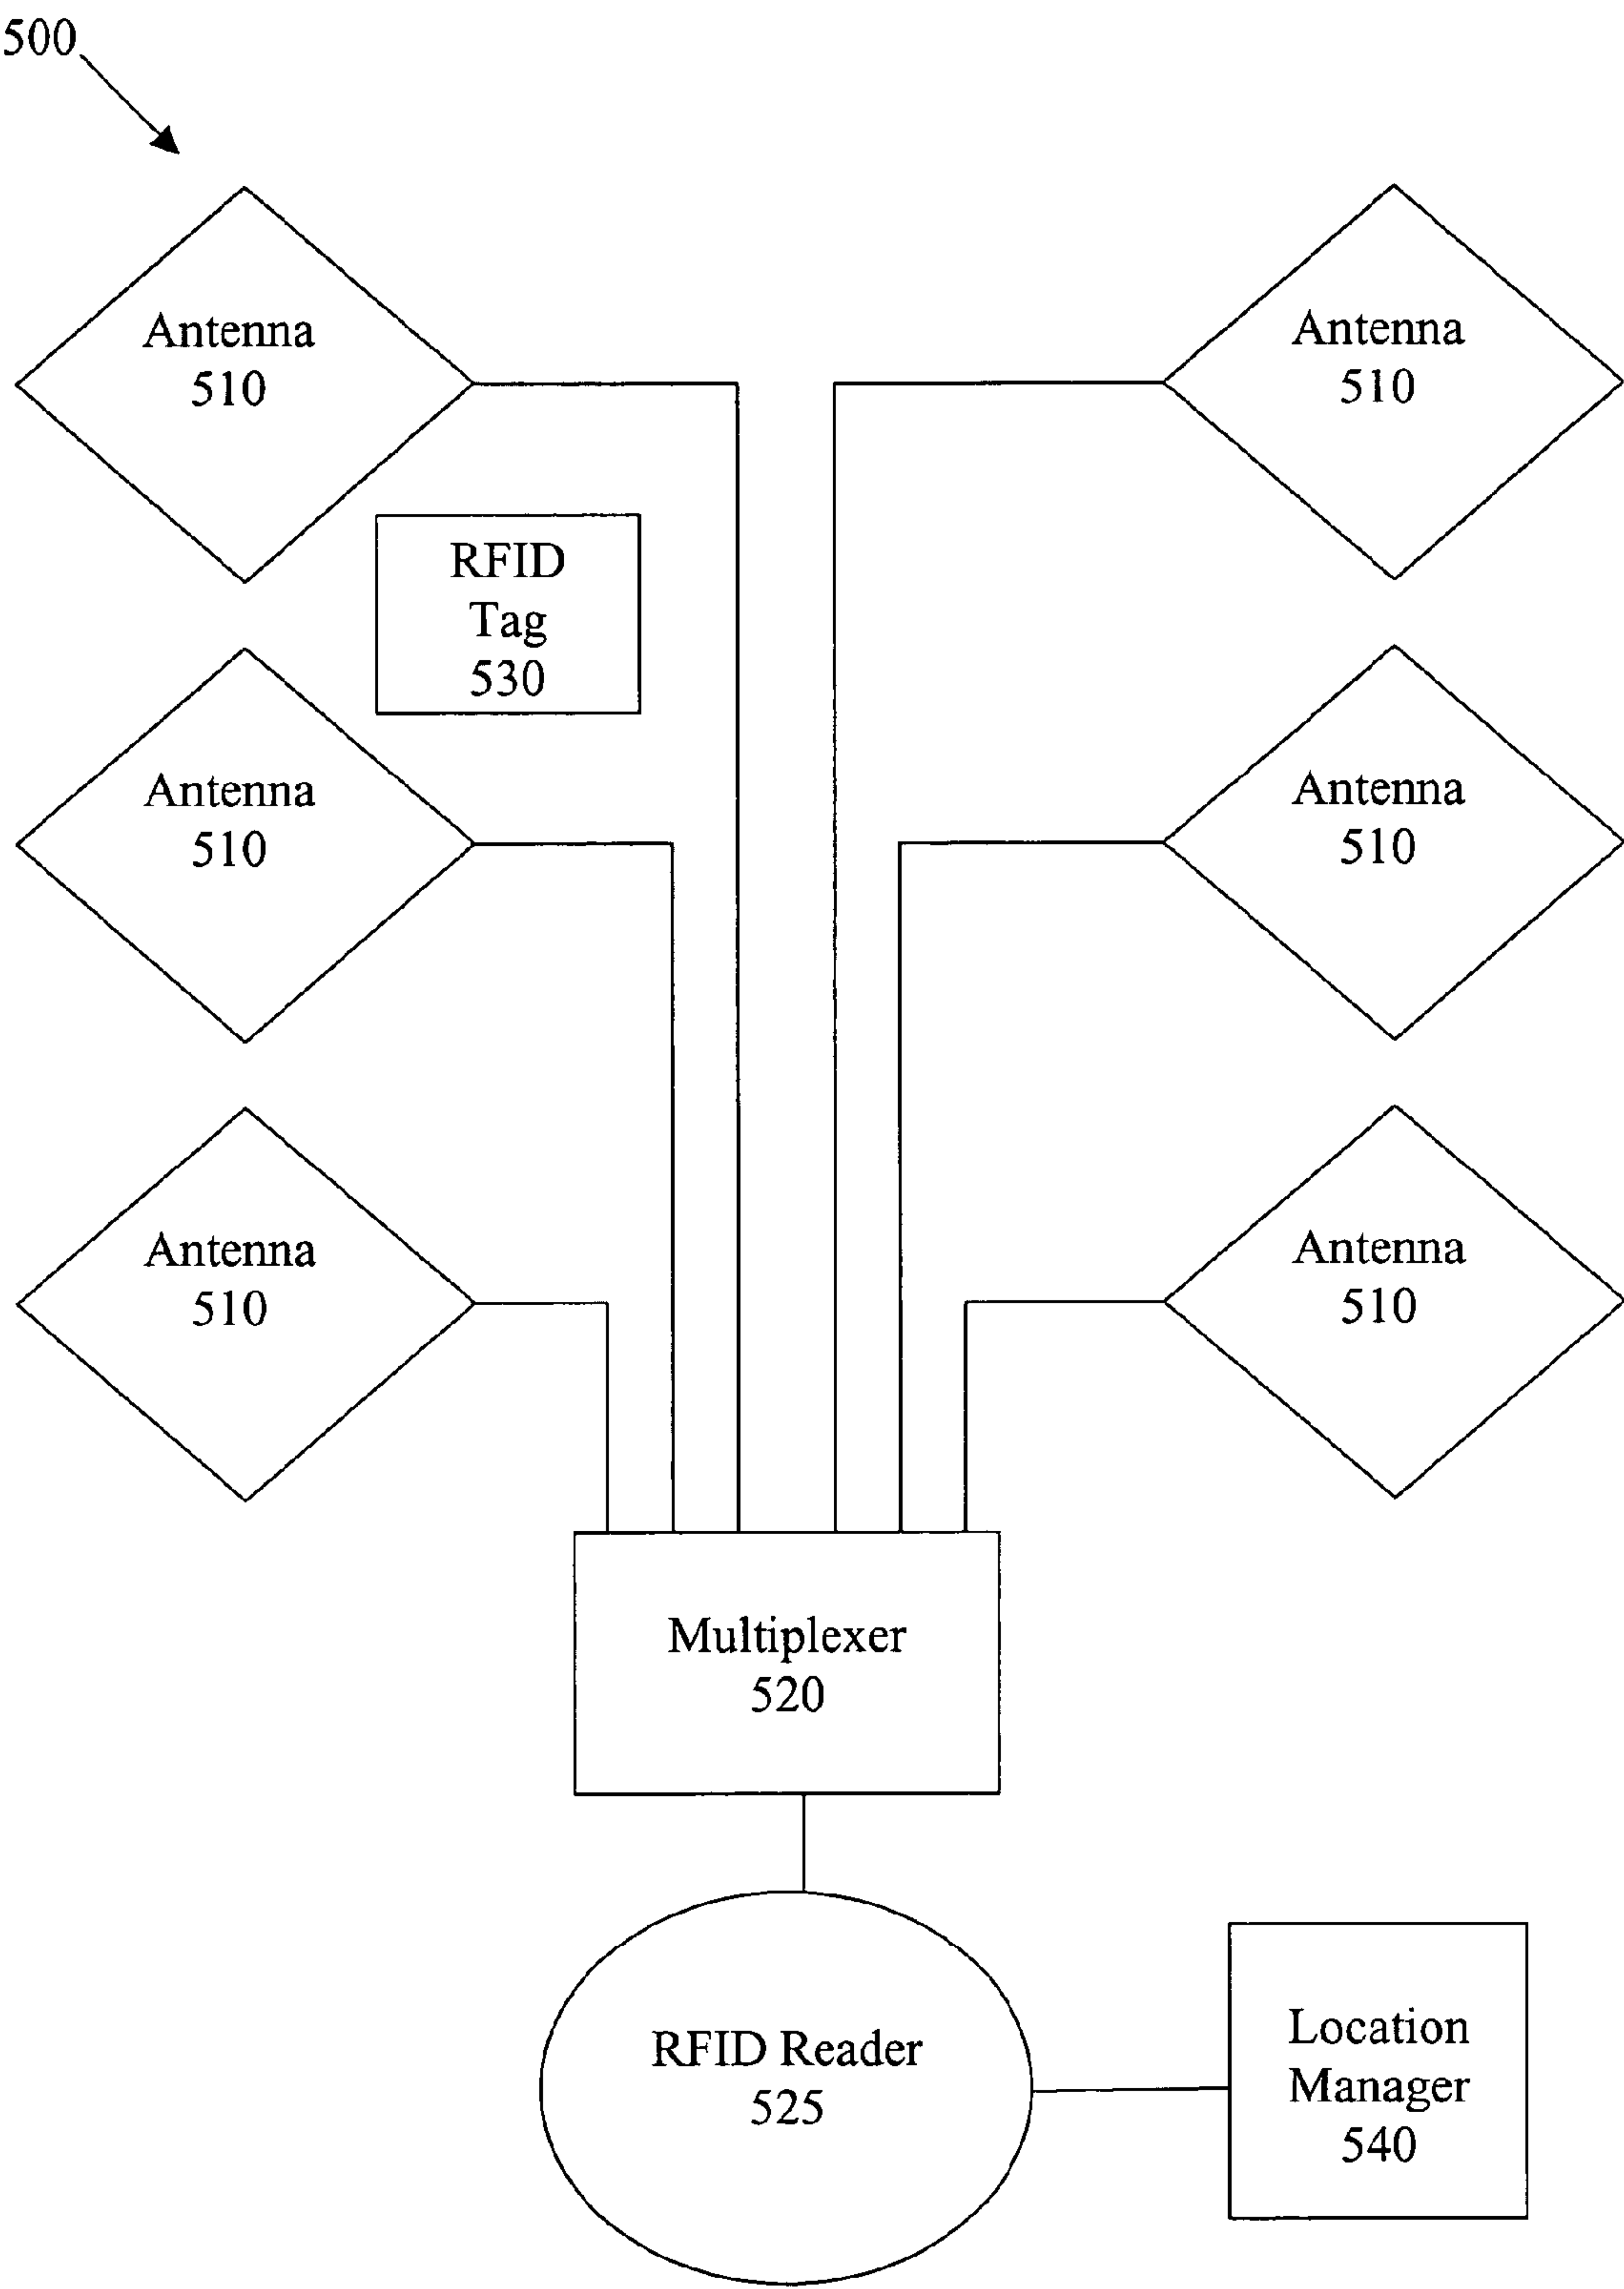 500
Antenna
510
Antenna
510
RFID
Tag
530
Antenna
510
Antenna
510
Antenna
510
Antenna
510
Multiplexer
520
RFID Reader
525
Location
Manager
540